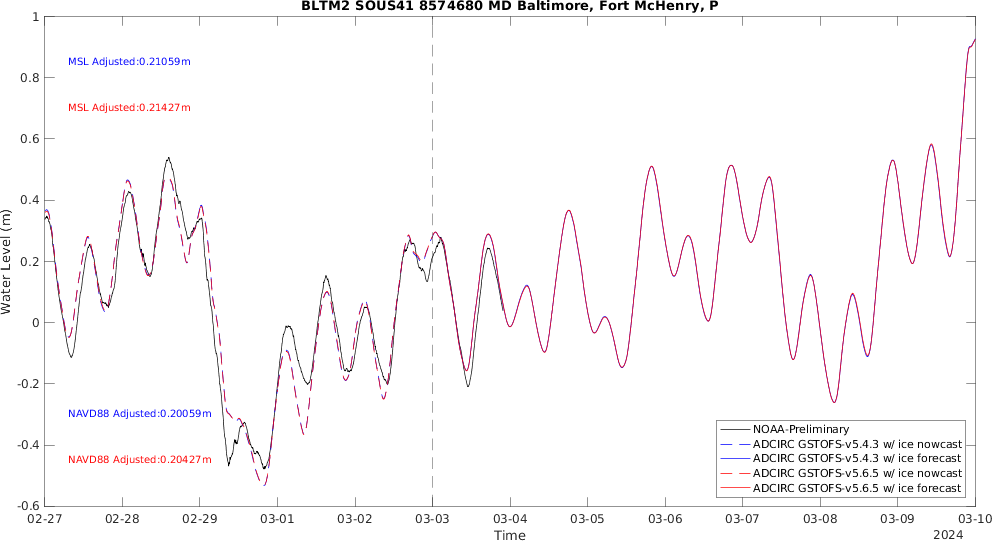 BLTM2 SOUS41 8574680 MD Baltimore, Fort McHenry, P
Water Level (m)
1
0.8
0.6
0.4
0.2
0
-0.2
-0.4
-0.6
MSL Adjusted:0.21059m
MSL Adjusted:0.21427m
NAVD88 Adjusted:0.20059m
NAVD88 Adjusted:0.20427m
NOAA-Preliminary
ADCIRC GSTOFS-v5.4.3 w/ ice nowcast
ADCIRC GSTOFS-v5.4.3 w/ ice forecast
ADCIRC GSTOFS-v5.6.5 w/ ice nowcast
ADCIRC GSTOFS-v5.6.5 w/ ice forecast
02-27 02-28 02-29 03-01 03-02 03-03 03-04 03-05 03-06 03-07 03-08 03-09 03-10
Time
2024